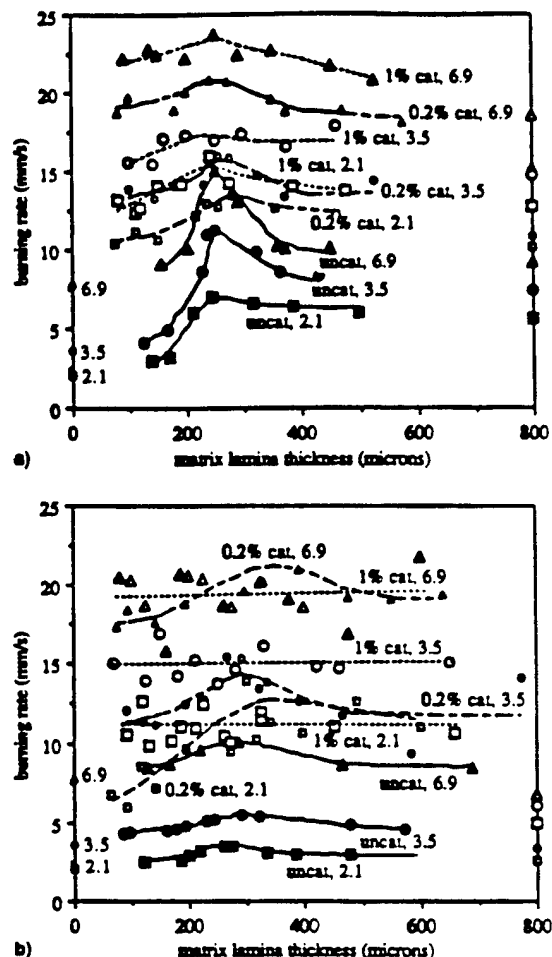 25
20
15
10
5
0
burning rate (mm/s)
1% cat, 6.9
0.2% cat, 6.9
1% cat, 3.5
1% cat, 2.1
0.2% cat, 3.5
0.2% cat, 2.1
uncat, 6.9
uncat, 3.5
uncat, 2.1
6.9
3.5
2.1
0 200 400 600 800
a) matrix lamina thickness (microns)
25
20
15
10
5
0
burning rate (mm/s)
0.2% cat, 6.9
1% cat, 6.9
1% cat, 3.5
0.2% cat, 3.5
1% cat, 2.1
0.2% cat, 2.1
uncat, 6.9
uncat, 3.5
uncat, 2.1
6.9
3.5
2.1
0 200 400 600 800
b) matrix lamina thickness (microns)